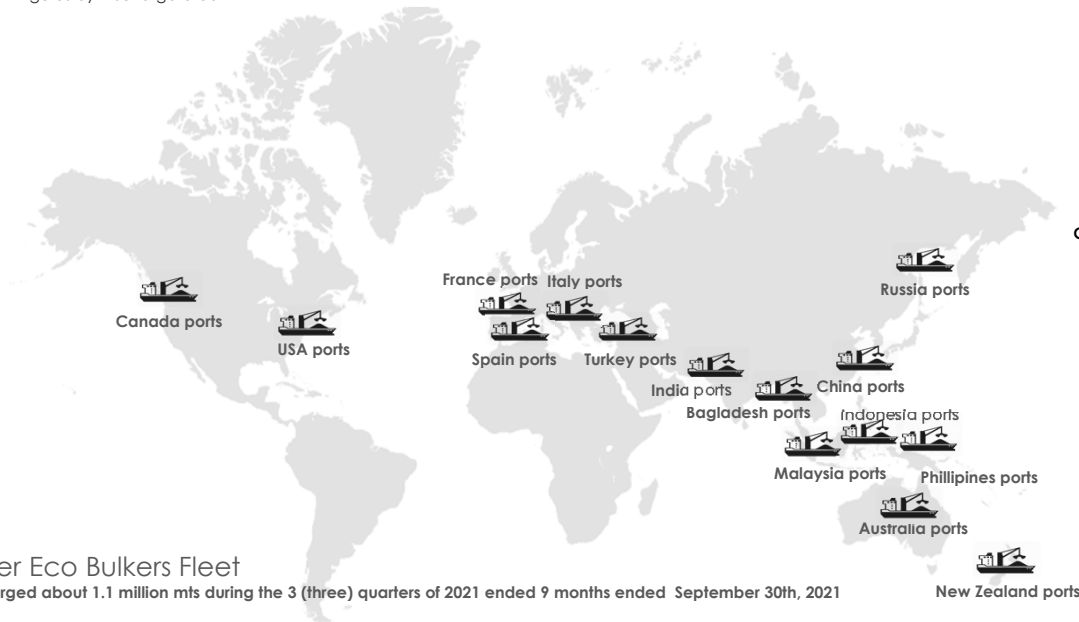 France ports
Italy ports
Russia ports
Canada ports
USA ports
Spain ports
Turkey ports
India ports
China ports
Bagladesh ports
Indonesia ports
Malaysia ports
Phillipines ports
Australia ports
er Eco Bulkers Fleet
rged about 1.1 million mts during the 3 (three) quarters of 2021 ended 9 months ended September 30th, 2021
New Zealand ports